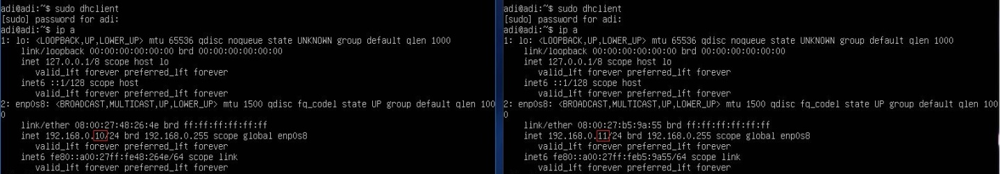 adi@adi:~$ sudo dhclient
[sudo] password for adi:
adi@adi:~$ ip a
1: lo: <LOOPBACK,UP,LOWER_UP> mtu 65536 qdisc noqueue state UNKNOWN group default qlen 1000
link/loopback 00:00:00:00:00:00 brd 00:00:00:00:00:00
inet 127.0.0.1/8 scope host lo
valid_lft forever preferred_lft forever
inet6 ::1/128 scope host
valid_lft forever preferred_lft forever
2: enp0s8: <BROADCAST,MULTICAST,UP,LOWER_UP> mtu 1500 qdisc fq_codel state UP group default qlen 100
0
link/ether 08:00:27:48:26:4e brd ff:ff:ff:ff:ff:ff
inet 192.168.0.10/24 brd 192.168.0.255 scope global enp0s8
valid_lft forever preferred_lft forever
inet6 fe80::a00:27ff:fe48:264e/64 scope link
valid_lft forever preferred_lft forever
adi@adi:~$ sudo dhclient
[sudo] password for adi:
adi@adi:~$ ip a
1: lo: <LOOPBACK,UP,LOWER_UP> mtu 65536 qdisc noqueue state UNKNOWN group default qlen 1000
link/loopback 00:00:00:00:00:00 brd 00:00:00:00:00:00
inet 127.0.0.1/8 scope host lo
valid_lft forever preferred_lft forever
inet6 ::1/128 scope host
valid_lft forever preferred_lft forever
2: enp0s8: <BROADCAST,MULTICAST,UP,LOWER_UP> mtu 1500 qdisc fq_codel state UP group default qlen 100
0
link/ether 08:00:27:b5:9a:55 brd ff:ff:ff:ff:ff:ff
inet 192.168.0.11/24 brd 192.168.0.255 scope global enp0s8
valid_lft forever preferred_lft forever
inet6 fe80::a00:27ff:feb5:9a55/64 scope link
valid_lft forever preferred_lft forever